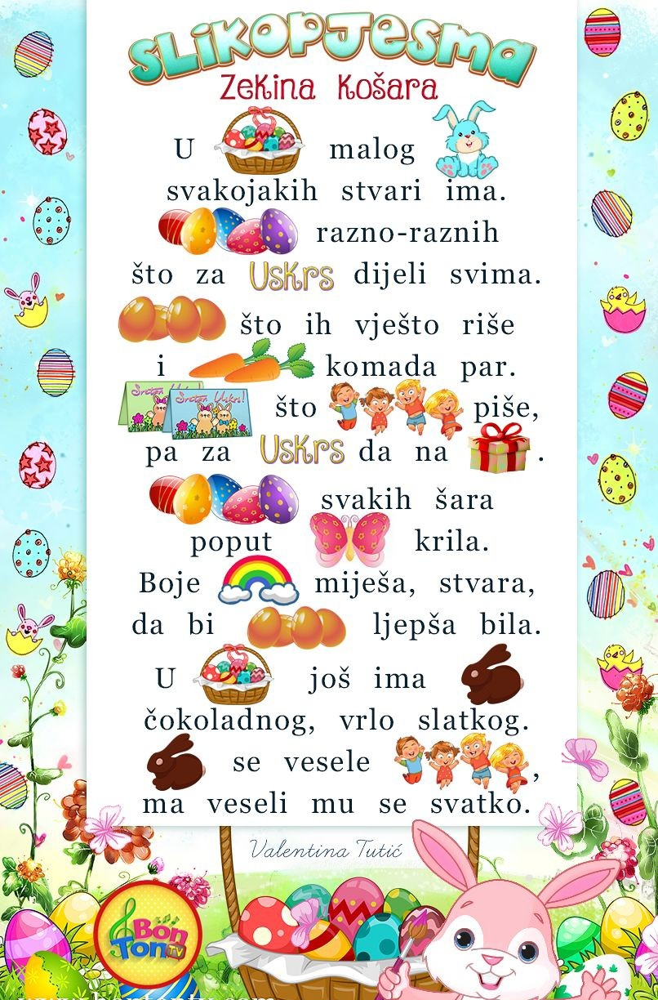 SLIKOPJESMA
Zekina košara
U malog
svakojakih stvari ima.
razno-raznih
što za Uskrs dijeli svima.
što ih vješto riše
i komada par.
Sretan Uskrs!
što piše,
pa za Uskrs da na .
svakih šara
poput krila.
Boje miješa, stvara,
da bi ljepša bila.
U još ima
čokoladnog, vrlo slatkog.
se vesele ,
ma veseli mu se svatko.
Valentina Tutić
Bon
Ton TV